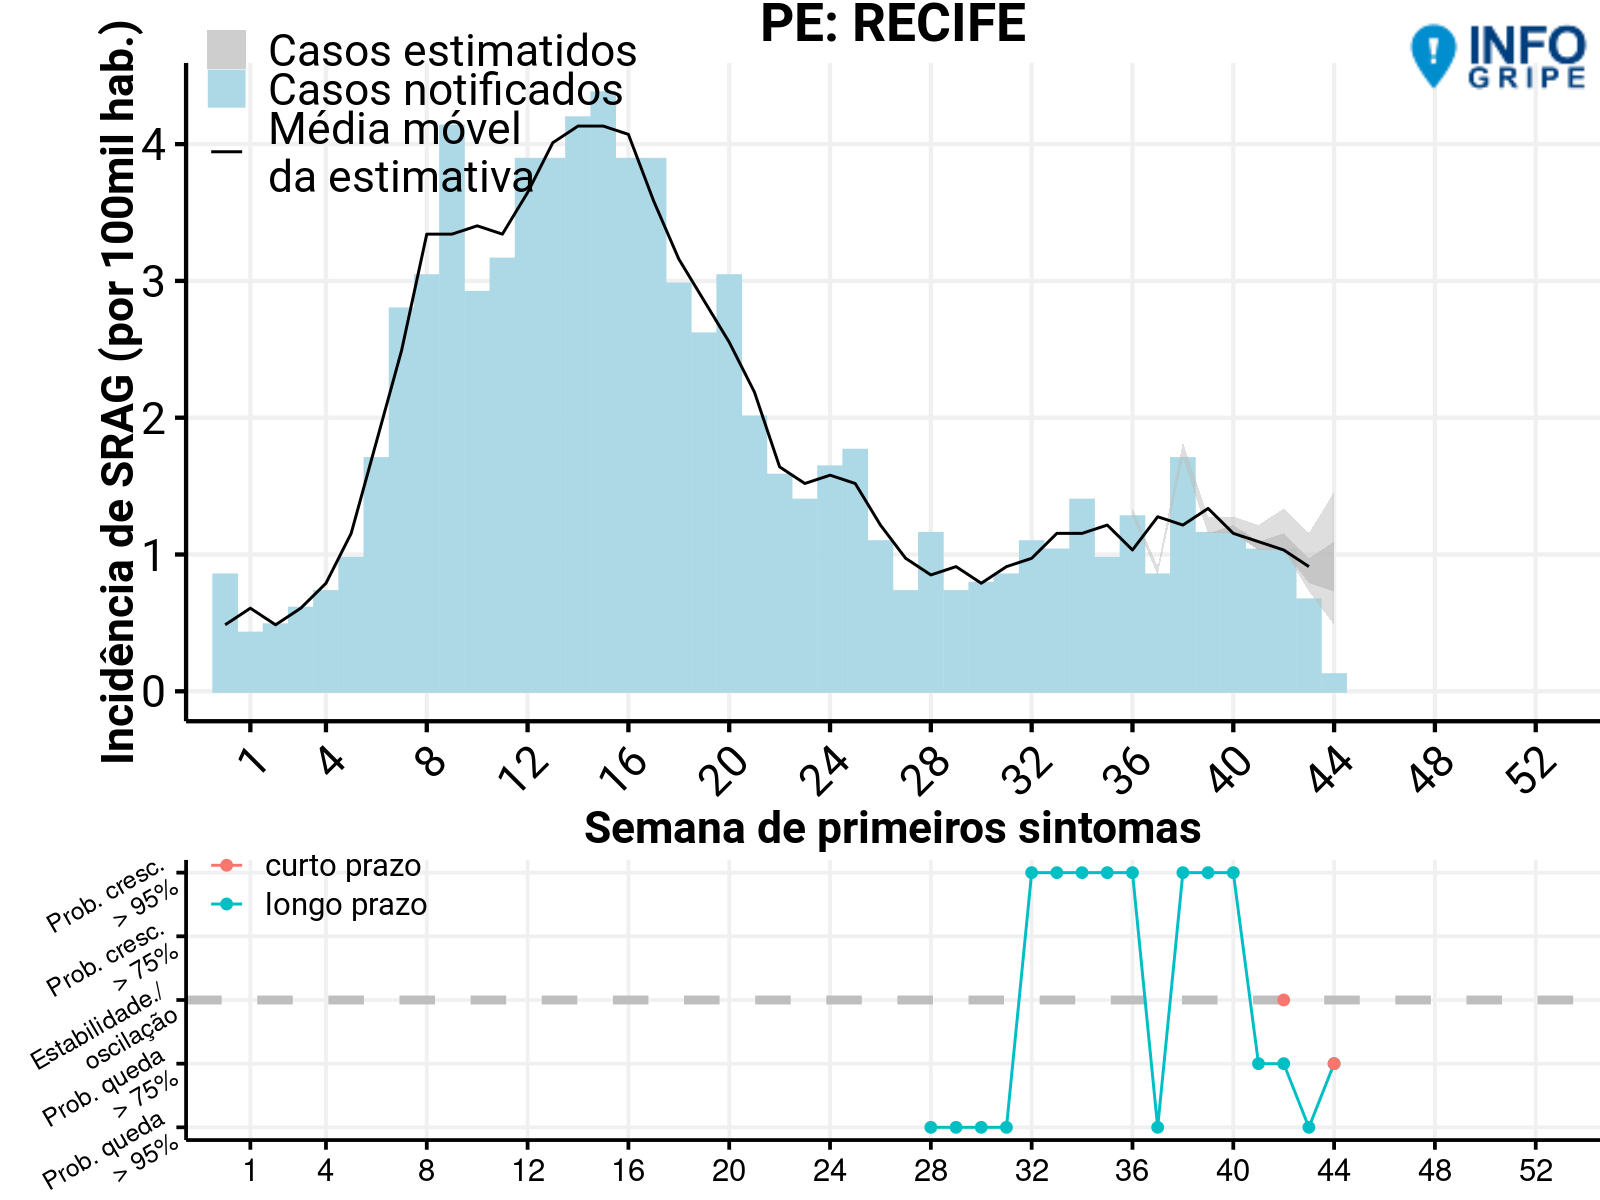 PE: RECIFE
INFO
GRIPE
Casos estimatidos
Casos notificados
Média móvel
da estimativa
Incidência de SRAG (por 100mil hab.)
4
3
2
1
0
1 4 8 12 16 20 24 28 32 36 40 44 48 52
Semana de primeiros sintomas
curto prazo
longo prazo
Prob. cresc.
> 95%
Prob. cresc.
> 75%
Estabilidade./
oscilação
Prob. queda
> 75%
Prob. queda
> 95%
1 4 8 12 16 20 24 28 32 36 40 44 48 52